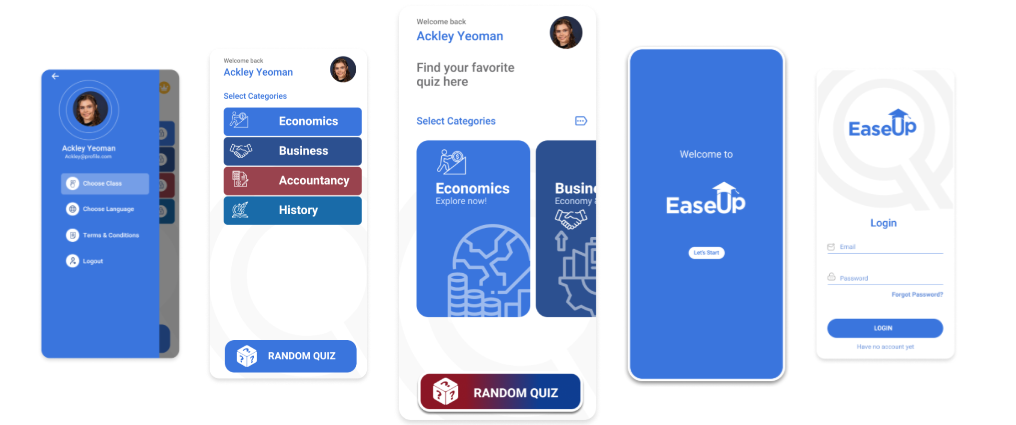 Ackley Yeoman
Ackley@profile.com
Choose Class
Choose Language
Terms & Conditions
Logout
Welcome back
Ackley Yeoman
Select Categories
Economics
Business
Accountancy
History
RANDOM QUIZ
Welcome back
Ackley Yeoman
Find your favorite
quiz here
Select Categories
Economics
Explore now!
Busin
Economy &
RANDOM QUIZ
Welcome to
EaseUp
Let's Start
EaseUp
Login
Email
Password
Forgot Password?
LOGIN
Have no account yet